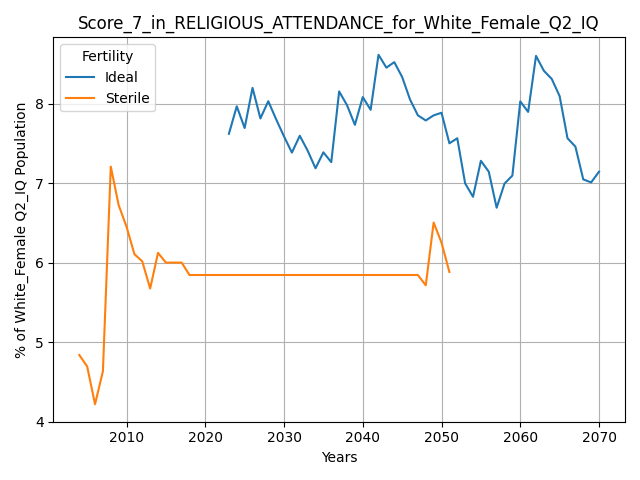 Score_7_in_RELIGIOUS_ATTENDANCE_for_White_Female_Q2_IQ
Fertility
Ideal
Sterile
% of White_Female Q2_IQ Population
8
7
6
5
4
2010 2020 2030 2040 2050 2060 2070
Years